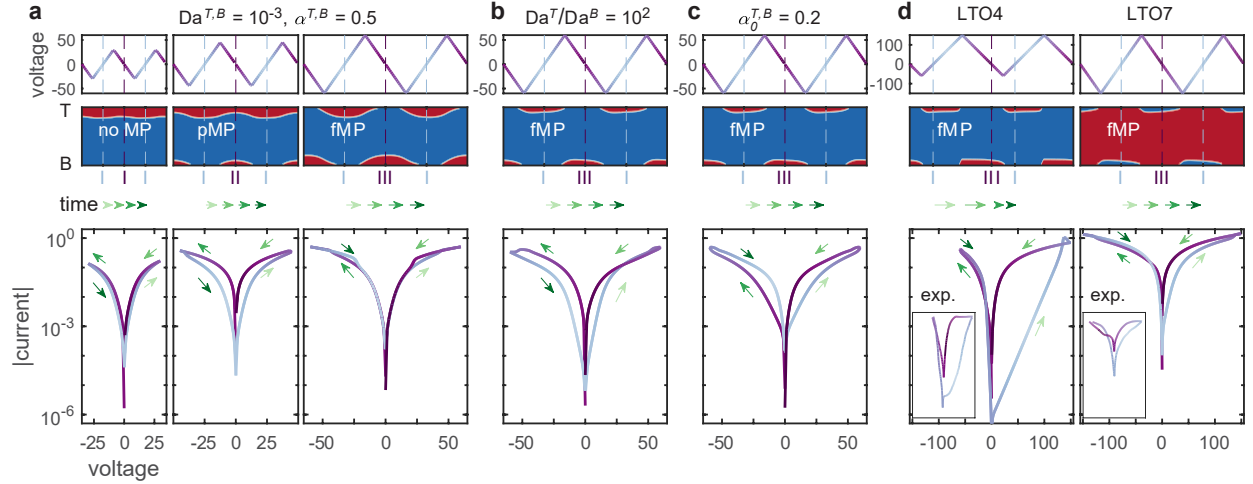 a b c d
Da^{T,B} = 10^{-3}, α^{T,B} = 0.5
Da^T/Da^B = 10^2
α_0^{T,B} = 0.2
LTO4 LTO7
voltage
50
0
-50
50
0
-50
50
0
-50
100
0
-100
T
B
no MP pMP fMP fMP fMP fMP fMP
I II III III III III III
time
|current|
10^0
10^{-3}
10^{-6}
exp. exp.
-25 0 25 -25 0 25 -50 0 50 -50 0 50 -50 0 50 -100 0 100 -100 0 100
voltage